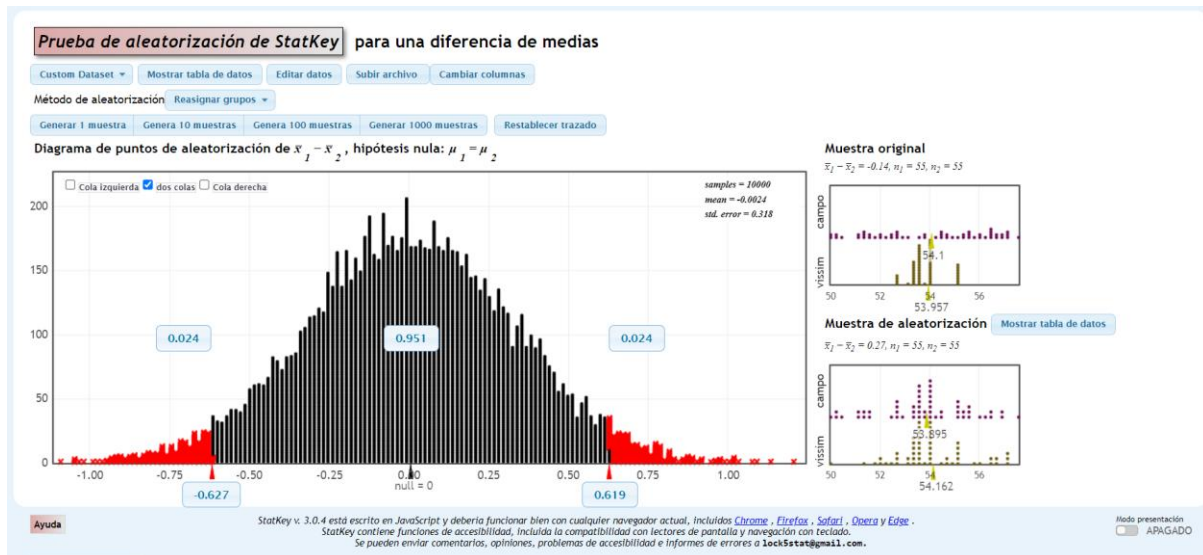 Prueba de aleatorización de StatKey para una diferencia de medias
Custom Dataset Mostrar tabla de datos Editar datos Subir archivo Cambiar columnas
Método de aleatorización Reasignar grupos
Generar 1 muestra Genera 10 muestras Genera 100 muestras Generar 1000 muestras Restablecer trazado
Diagrama de puntos de aleatorización de x̄ 1 − x̄ 2 , hipótesis nula: μ 1 = μ 2
Cola izquierda dos colas Cola derecha
samples = 10000
mean = -0.0024
std. error = 0.318
200
150
100
50
0
0.024
0.951
0.024
-1.00 -0.75 -0.50 -0.25 0.00 0.25 0.50 0.75 1.00
null = 0
-0.627
0.619
Muestra original
x̄1 − x̄2 = -0.14, n1 = 55, n2 = 55
campo
54.1
vissim
50 52 54 56
53.957
Muestra de aleatorización Mostrar tabla de datos
x̄1 − x̄2 = 0.27, n1 = 55, n2 = 55
campo
53.895
vissim
50 52 54 56
54.162
Ayuda
StatKey v. 3.0.4 está escrito en JavaScript y debería funcionar bien con cualquier navegador actual, incluidos Chrome , Firefox , Safari , Opera y Edge .
StatKey contiene funciones de accesibilidad, incluida la compatibilidad con lectores de pantalla y navegación con teclado.
Se pueden enviar comentarios, opiniones, problemas de accesibilidad e informes de errores a lock5stat@gmail.com.
Modo presentación
APAGADO